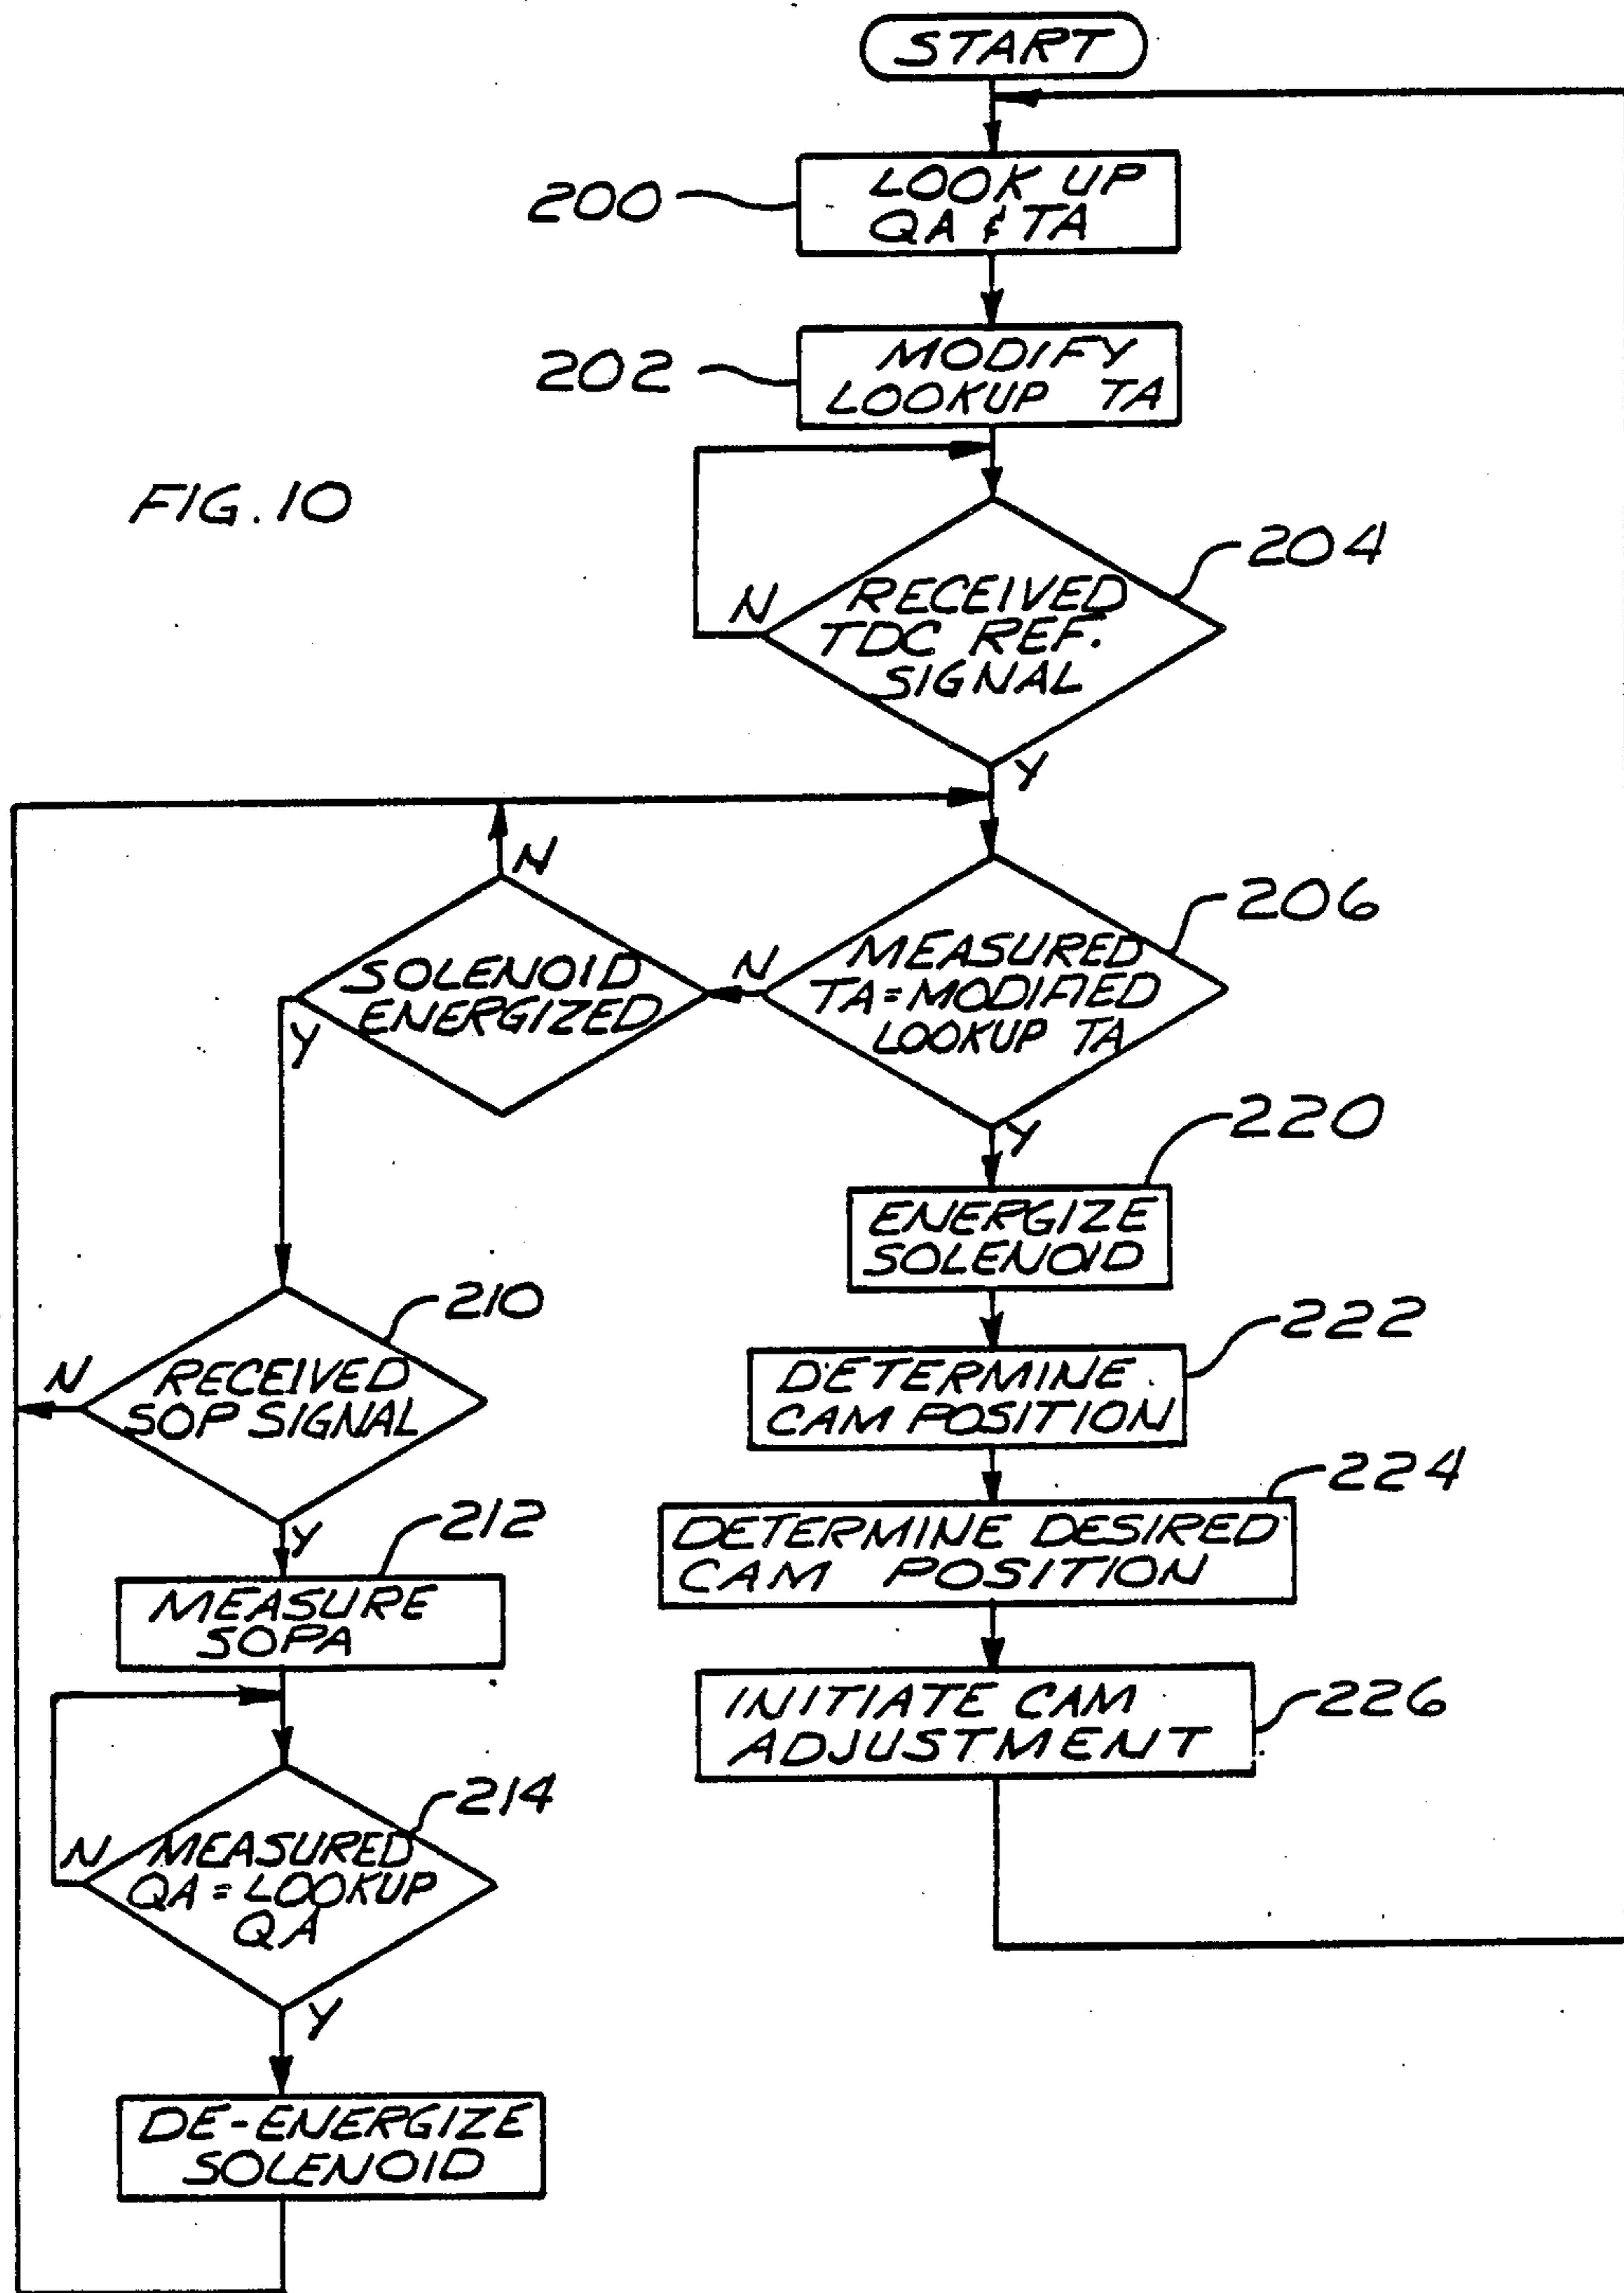 START
LOOK UP
QA & TA
200
MODIFY
LOOKUP TA
202
FIG. 10
RECEIVED
TDC REF.
SIGNAL
204
N
Y
MEASURED
TA = MODIFIED
LOOKUP TA
206
N
Y
SOLENOID
ENERGIZED
N
Y
ENERGIZE
SOLENOID
220
DETERMINE
CAM POSITION
222
DETERMINE DESIRED
CAM POSITION
224
INITIATE CAM
ADJUSTMENT
226
RECEIVED
SOP SIGNAL
210
N
Y
MEASURE
SOPA
212
MEASURED
QA = LOOKUP
QA
214
N
Y
DE-ENERGIZE
SOLENOID